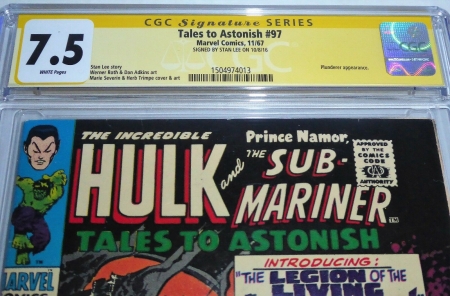 CGC Signature SERIES
7.5
WHITE Pages
Tales to Astonish #97
Marvel Comics, 11/67
SIGNED BY STAN LEE ON 10/8/16
Stan Lee story
Werner Roth & Dan Adkins art
Marie Severin & Herb Trimpe cover & art
Plunderer appearance.
1504974013
THE INCREDIBLE
HULK
and
Prince Namor,
THE SUB-
MARINER
TM
TALES TO ASTONISH
APPROVED
BY THE
COMICS
CODE
AUTHORITY
MARVEL
COMICS
INTRODUCING:
"THE LEGION OF THE
LIVING